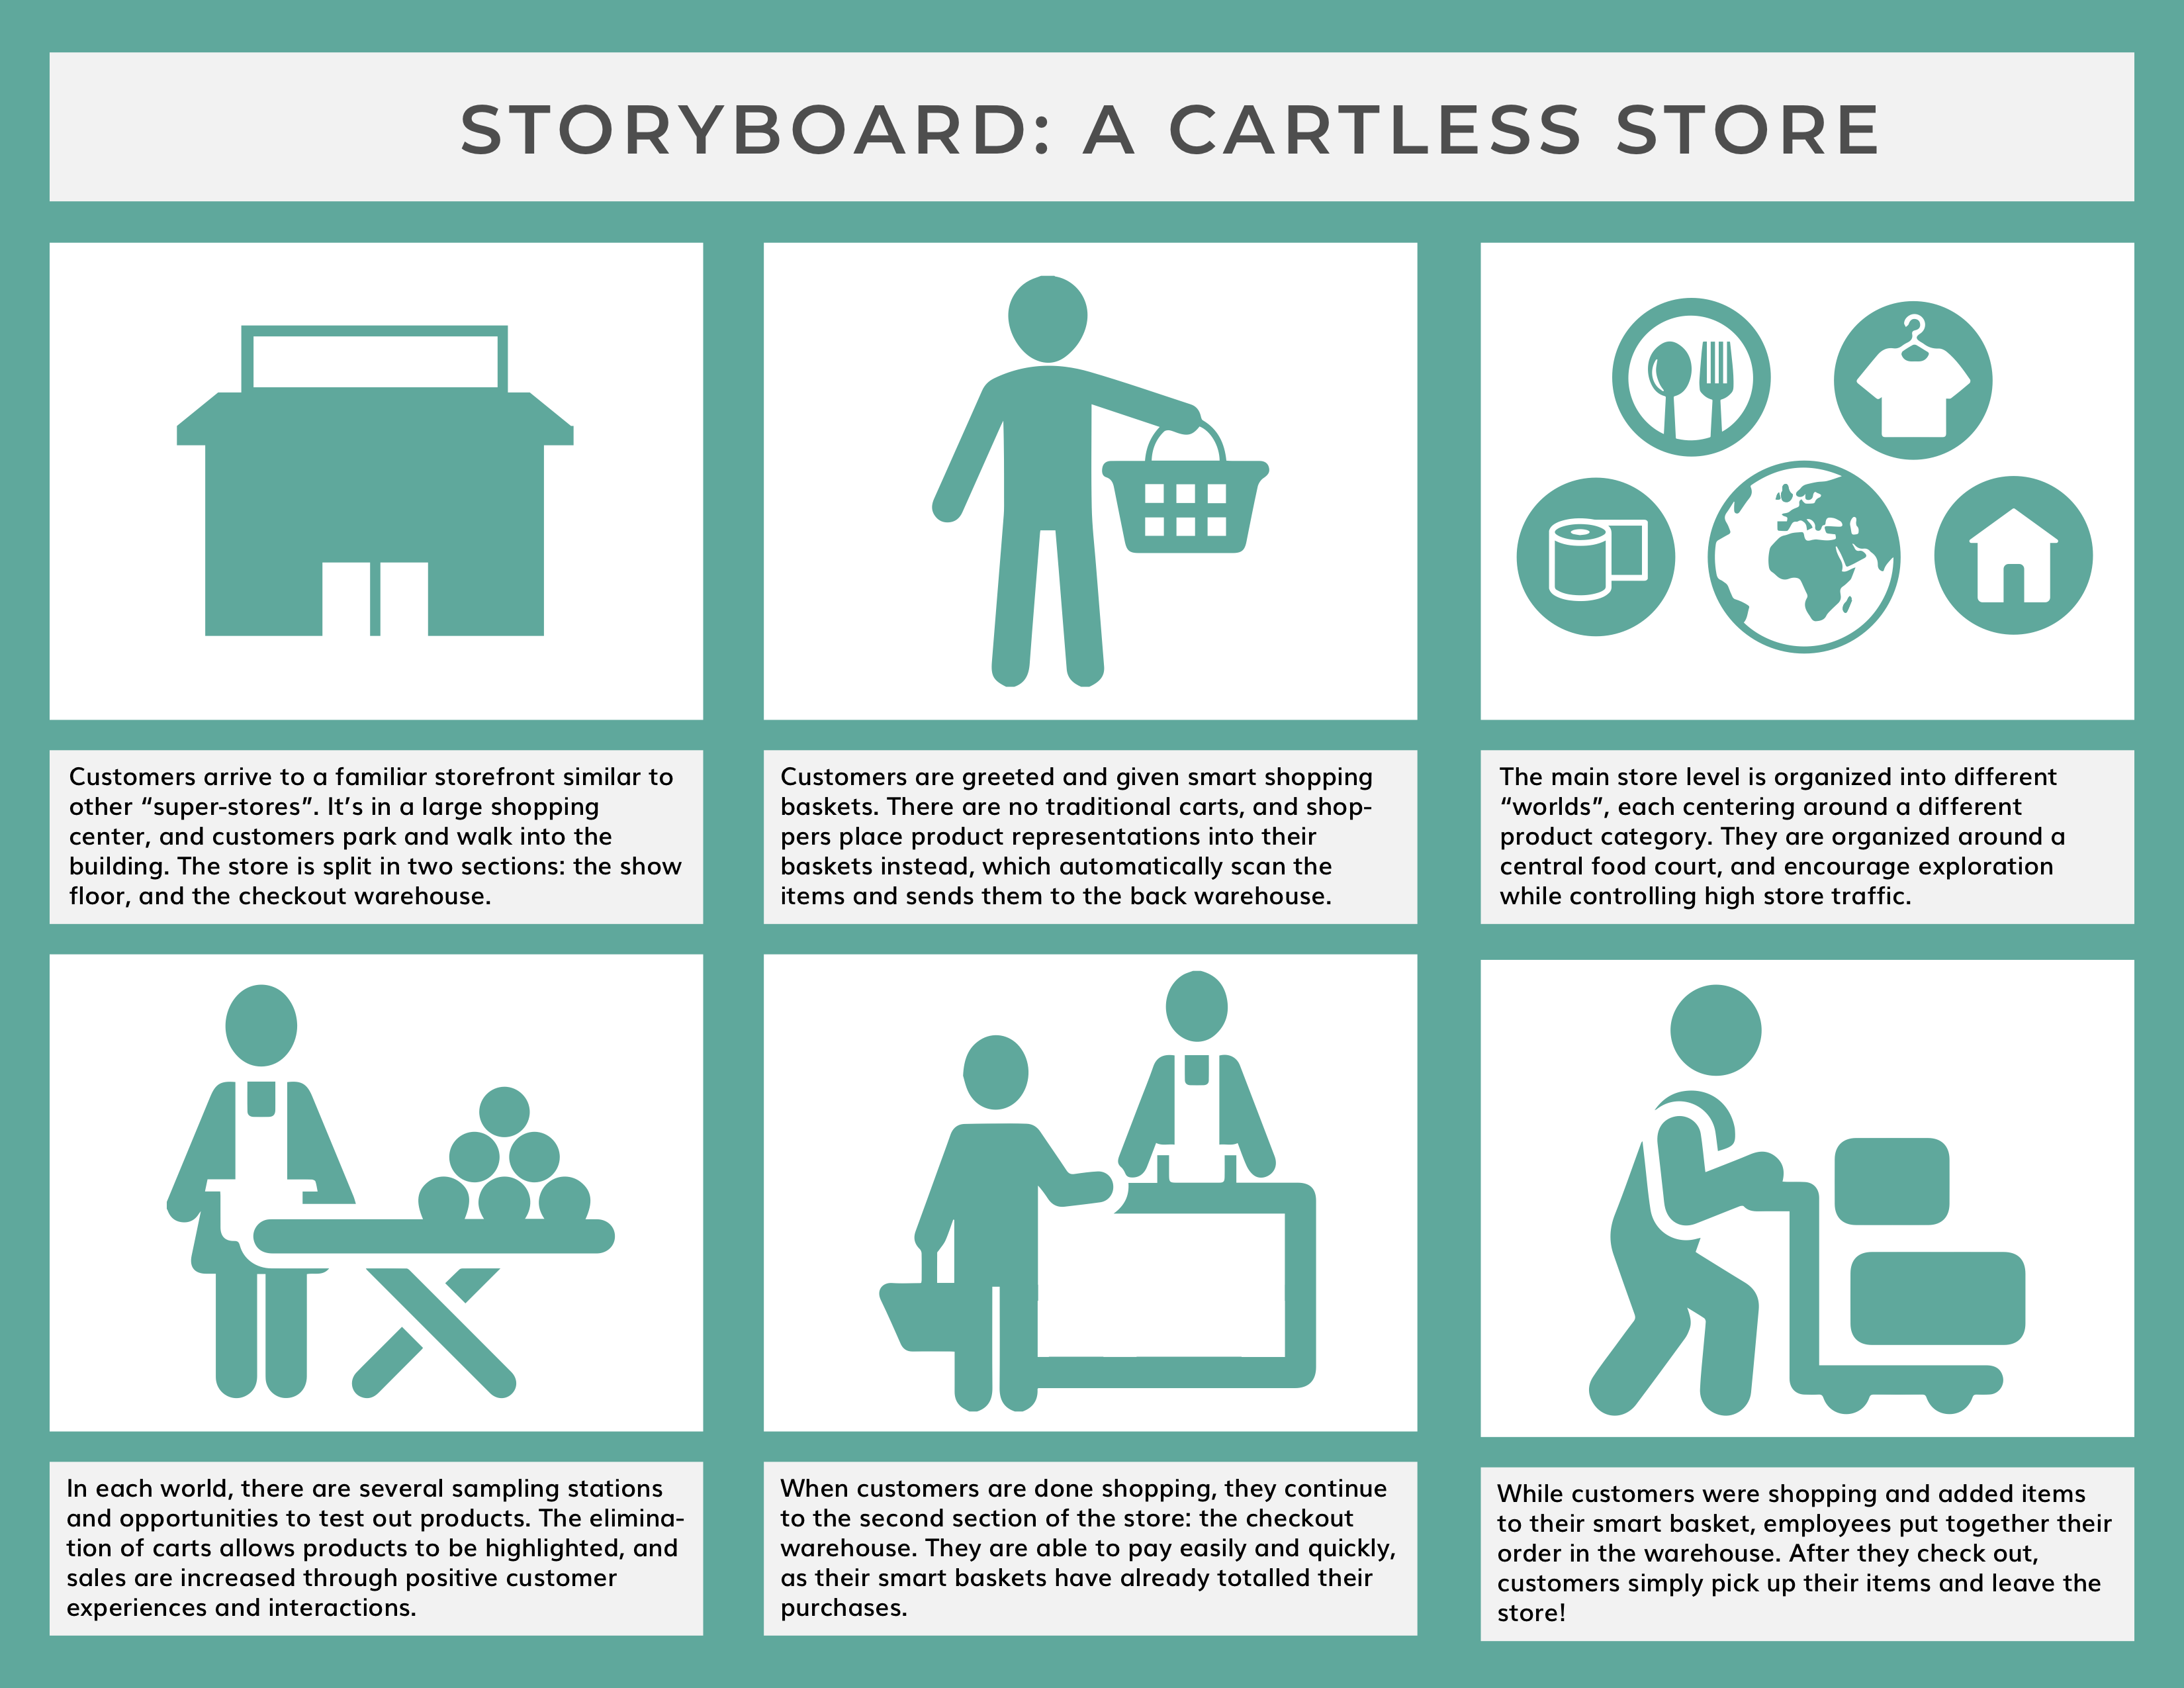 STORYBOARD: A CARTLESS STORE
Customers arrive to a familiar storefront similar to
other “super-stores”. It’s in a large shopping
center, and customers park and walk into the
building. The store is split in two sections: the show
floor, and the checkout warehouse.
Customers are greeted and given smart shopping
baskets. There are no traditional carts, and shop-
pers place product representations into their
baskets instead, which automatically scan the
items and sends them to the back warehouse.
The main store level is organized into different
“worlds”, each centering around a different
product category. They are organized around a
central food court, and encourage exploration
while controlling high store traffic.
In each world, there are several sampling stations
and opportunities to test out products. The elimina-
tion of carts allows products to be highlighted, and
sales are increased through positive customer
experiences and interactions.
When customers are done shopping, they continue
to the second section of the store: the checkout
warehouse. They are able to pay easily and quickly,
as their smart baskets have already totalled their
purchases.
While customers were shopping and added items
to their smart basket, employees put together their
order in the warehouse. After they check out,
customers simply pick up their items and leave the
store!